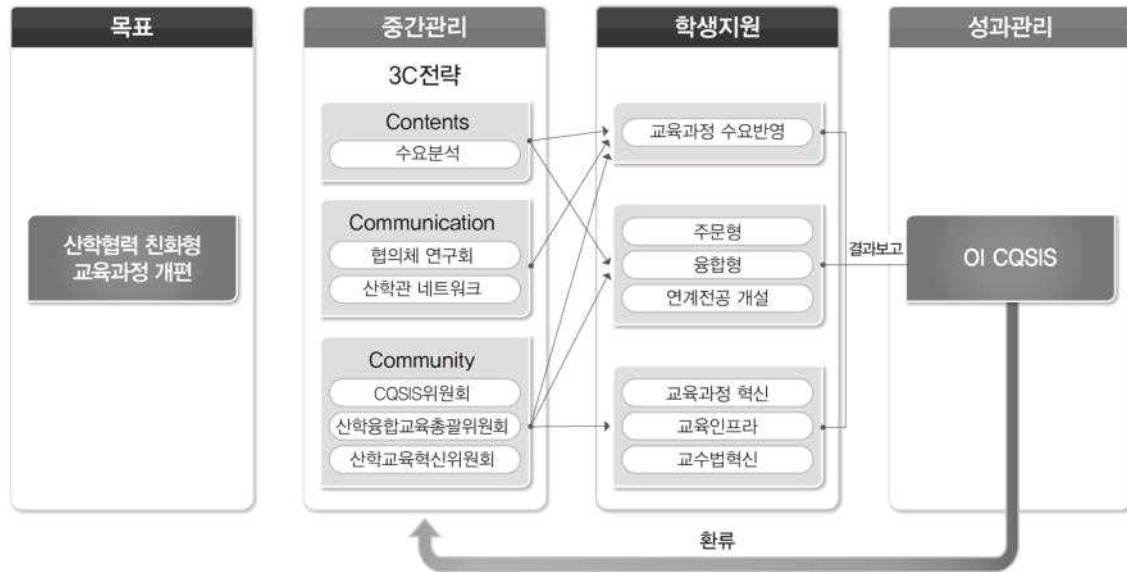 목표
산학협력 친화형
교육과정 개편
중간관리
3C전략
Contents
수요분석
Communication
협의체 연구회
산학관 네트워크
Community
CQSIS위원회
산학융합교육총괄위원회
산학교육혁신위원회
학생지원
교육과정 수요반영
주문형
융합형
연계전공 개설
교육과정 혁신
교육인프라
교수법혁신
결과보고
성과관리
OI CQSIS
환류